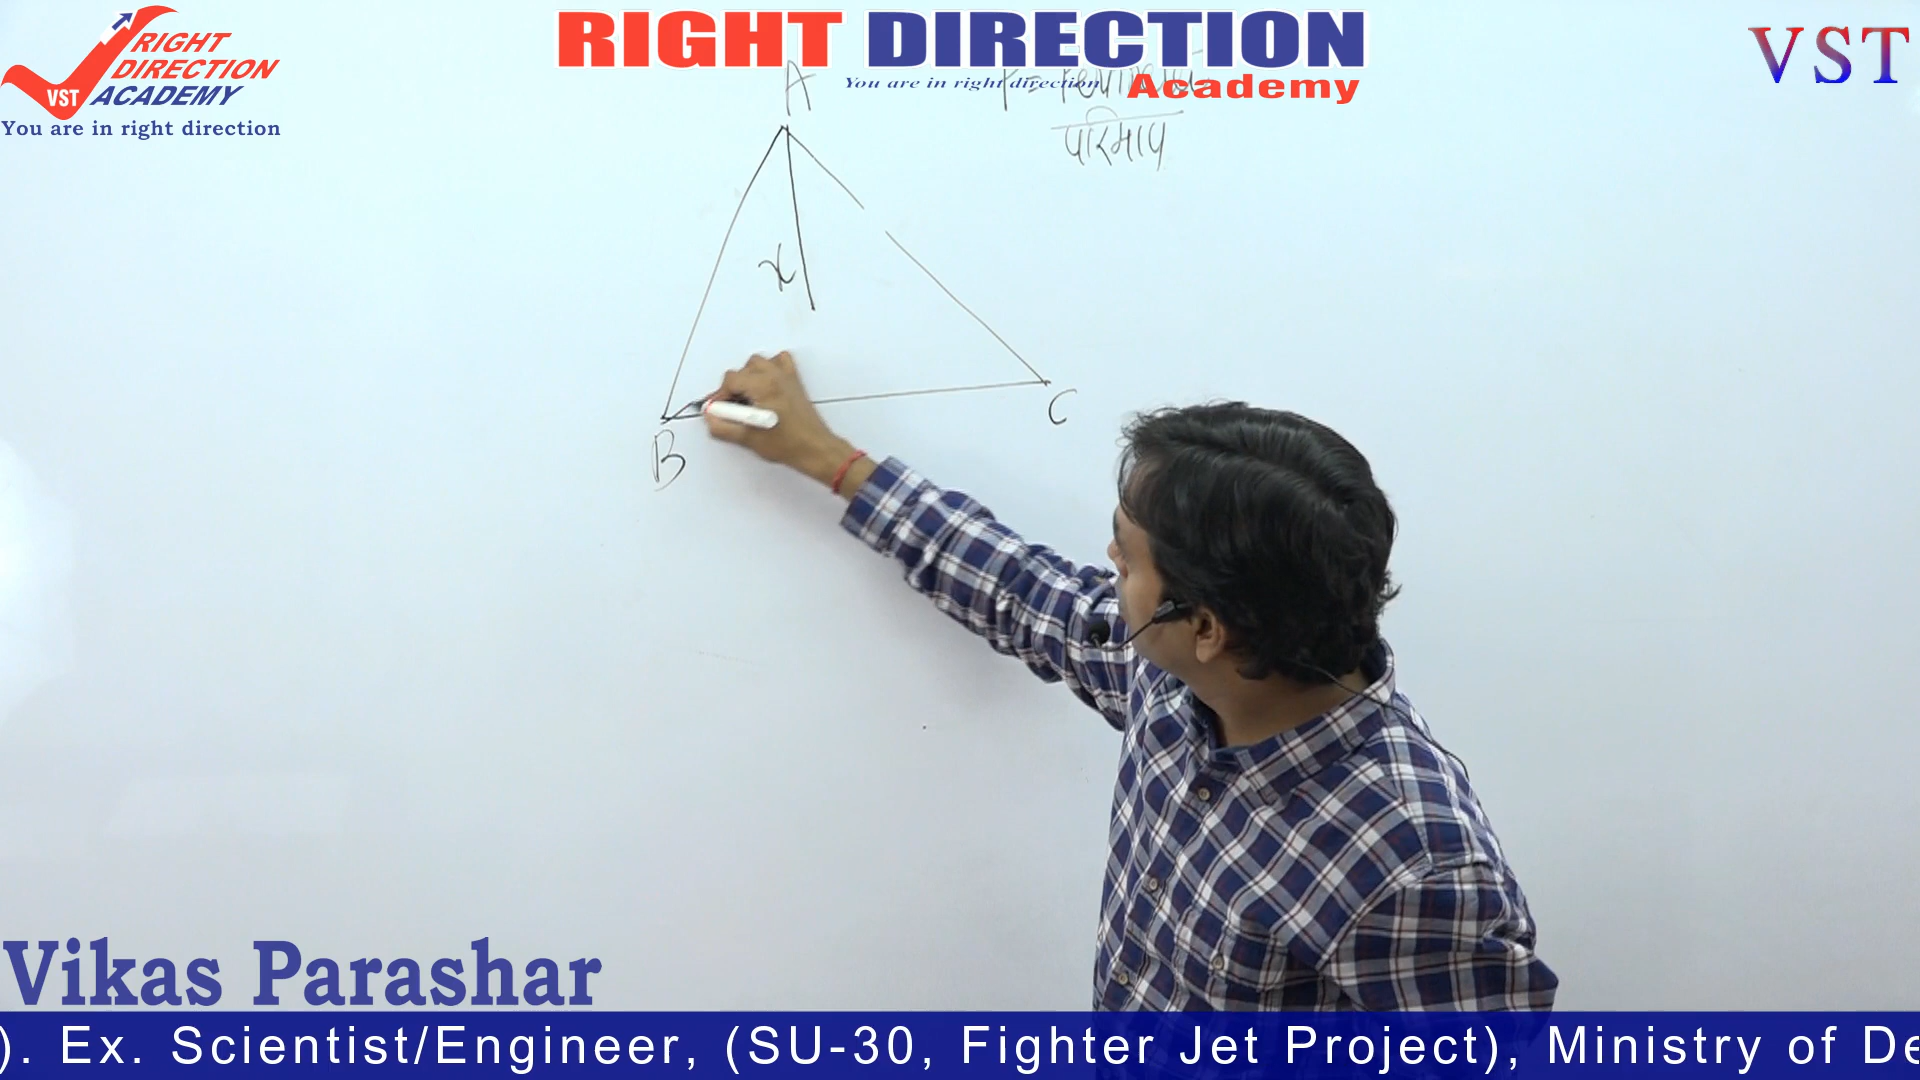 RIGHT
DIRECTION
VST ACADEMY
You are in right direction
RIGHT DIRECTION
You are in right direction Academy
VST
A
परिमाप
x
B
C
Vikas Parashar
). Ex. Scientist/Engineer, (SU-30, Fighter Jet Project), Ministry of De